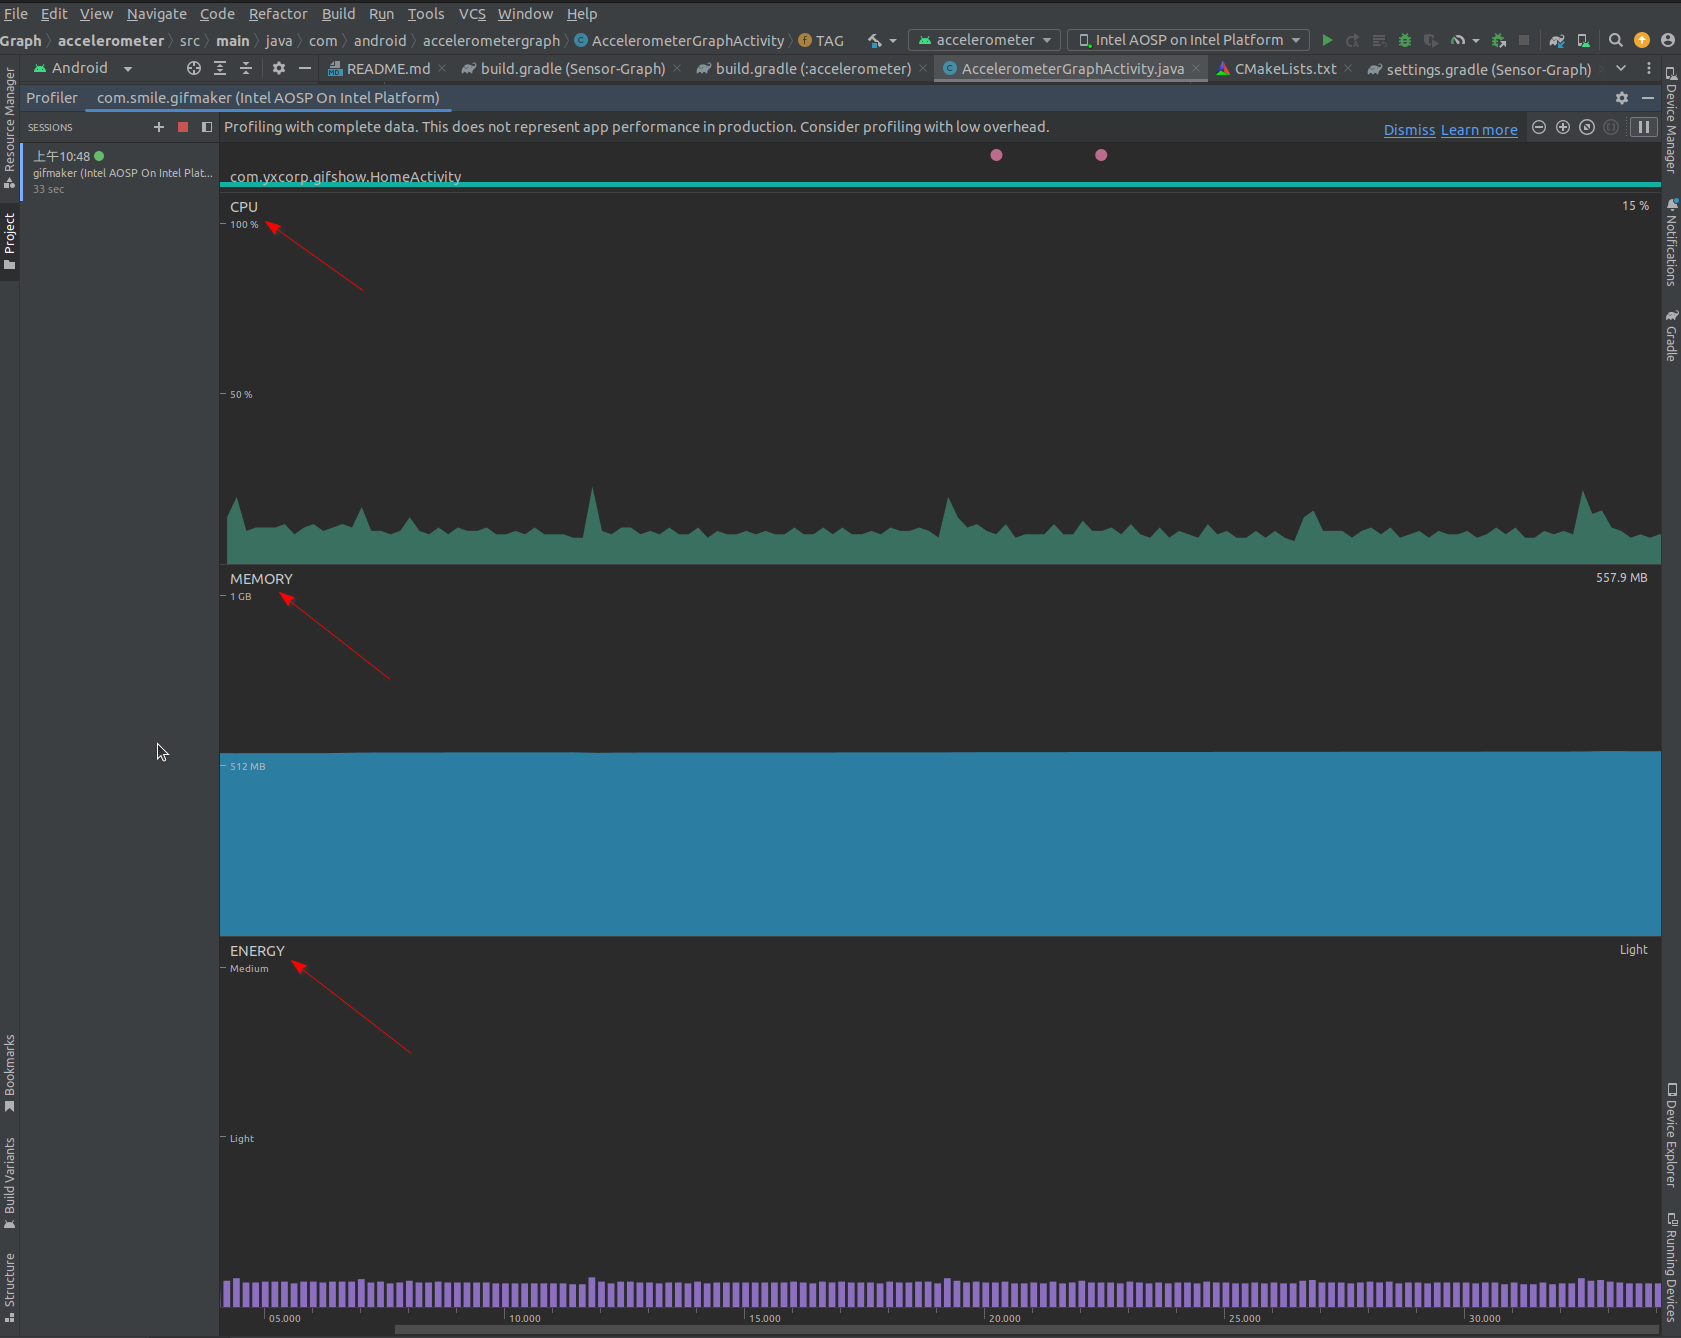 File Edit View Navigate Code Refactor Build Run Tools VCS Window Help
Graph accelerometer src main java com android accelerometergraph AccelerometerGraphActivity TAG accelerometer Intel AOSP on Intel Platform
Android README.md build.gradle (Sensor-Graph) build.gradle (:accelerometer) AccelerometerGraphActivity.java CMakeLists.txt settings.gradle (Sensor-Graph)
Profiler com.smile.gifmaker (Intel AOSP On Intel Platform)
SESSIONS
Profiling with complete data. This does not represent app performance in production. Consider profiling with low overhead. Dismiss Learn more
上午10:48
gifmaker (Intel AOSP On Intel Plat...
33 sec
com.yxcorp.gifshow.HomeActivity
CPU 15 %
100 %
50 %
MEMORY 557.9 MB
1 GB
512 MB
ENERGY Light
Medium
Light
05.000 10.000 15.000 20.000 25.000 30.000
Resource Manager
Project
Bookmarks
Build Variants
Structure
Device Manager
Notifications
Gradle
Device Explorer
Running Devices